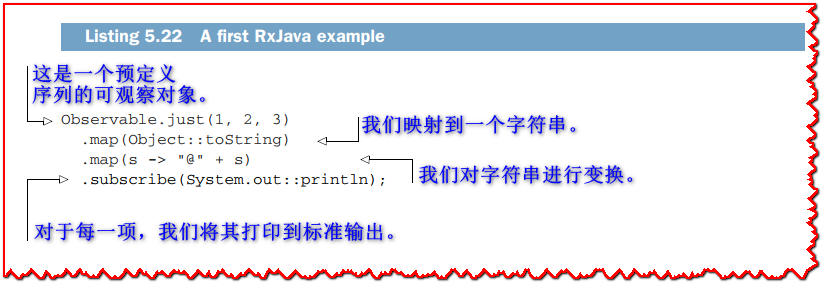 Listing 5.22 A first RxJava example
这是一个预定义
序列的可观察对象。
Observable.just(1, 2, 3)
.map(Object::toString)
我们映射到一个字符串。
.map(s -> "@" + s)
我们对字符串进行变换。
.subscribe(System.out::println);
对于每一项，我们将其打印到标准输出。